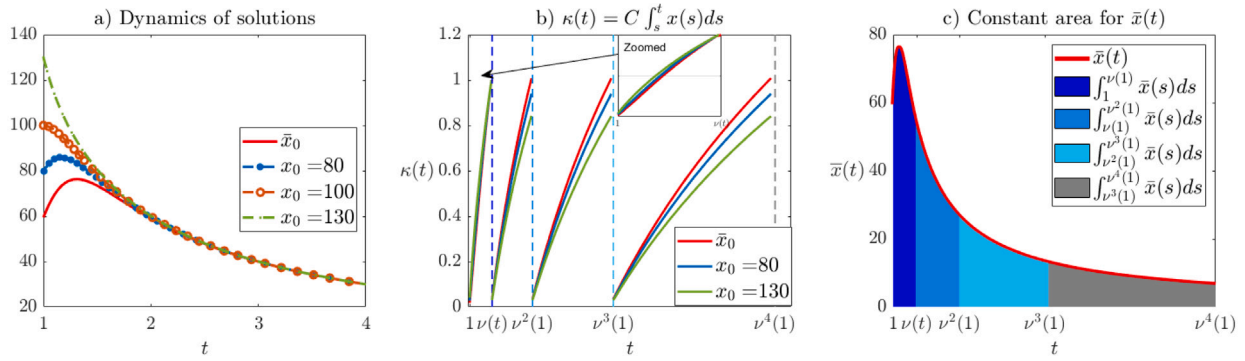 a) Dynamics of solutions
140
120
100
80
60
40
20
1
2
3
4
t
x̄₀
x₀ =80
x₀ =100
x₀ =130
b) κ(t) = C ∫ₛᵗ x(s)ds
κ(t)
1.2
1
0.8
0.6
0.4
0.2
0
Zoomed
1
ν(t)
x̄₀
x₀ =80
x₀ =130
1 ν(t) ν²(1) ν³(1) ν⁴(1)
t
c) Constant area for x̄(t)
x̄(t)
80
60
40
20
0
x̄(t)
∫₁^{ν(1)} x̄(s)ds
∫_{ν(1)}^{ν²(1)} x̄(s)ds
∫_{ν²(1)}^{ν³(1)} x̄(s)ds
∫_{ν³(1)}^{ν⁴(1)} x̄(s)ds
1 ν(t) ν²(1) ν³(1) ν⁴(1)
t